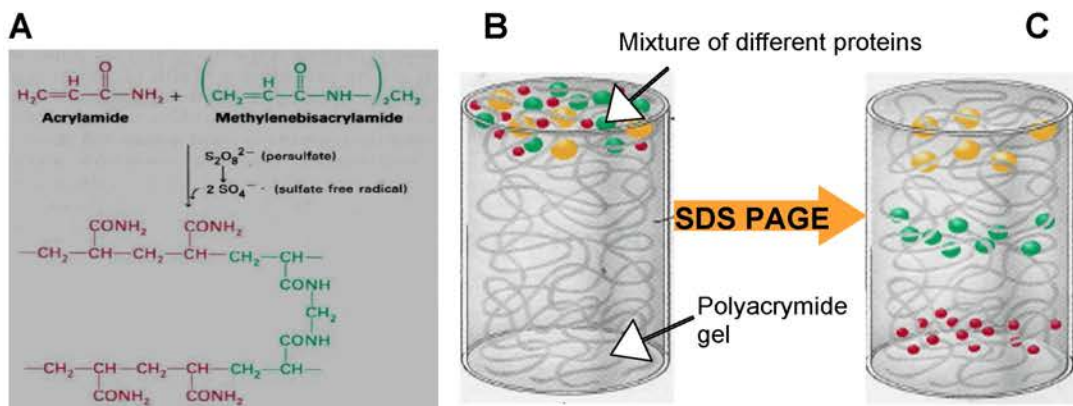 A
B
C
Mixture of different proteins
H₂C=C–C–NH₂ + (CH₂=C–C–NH–)₂CH₂
H O H O
Acrylamide Methylenebisacrylamide
S₂O₈²⁻ (persulfate)
2 SO₄⁻· (sulfate free radical)
SDS PAGE
CONH₂ CONH₂
—CH₂—CH—CH₂—CH—CH₂—CH—
CONH
CH₂
CONH
Polyacrymide
gel
—CH₂—CH—CH₂—CH—CH₂—CH—
CONH₂ CONH₂